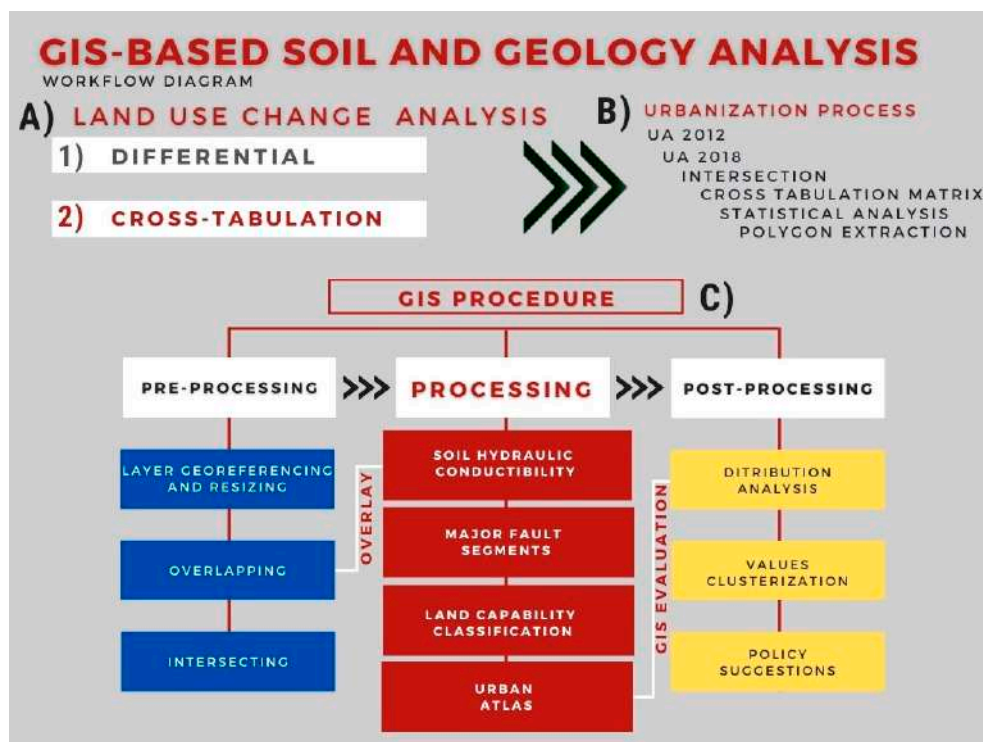 GIS-BASED SOIL AND GEOLOGY ANALYSIS
WORKFLOW DIAGRAM
A) LAND USE CHANGE ANALYSIS
1) DIFFERENTIAL
2) CROSS-TABULATION
B) URBANIZATION PROCESS
UA 2012
UA 2018
INTERSECTION
CROSS TABULATION MATRIX
STATISTICAL ANALYSIS
POLYGON EXTRACTION
GIS PROCEDURE C)
PRE-PROCESSING
PROCESSING
POST-PROCESSING
LAYER GEOREFERENCING
AND RESIZING
OVERLAPPING
INTERSECTING
OVERLAY
SOIL HYDRAULIC
CONDUCTIBILITY
MAJOR FAULT
SEGMENTS
LAND CAPABILITY
CLASSIFICATION
URBAN
ATLAS
GIS EVALUATION
DITRIBUTION
ANALYSIS
VALUES
CLUSTERIZATION
POLICY
SUGGESTIONS